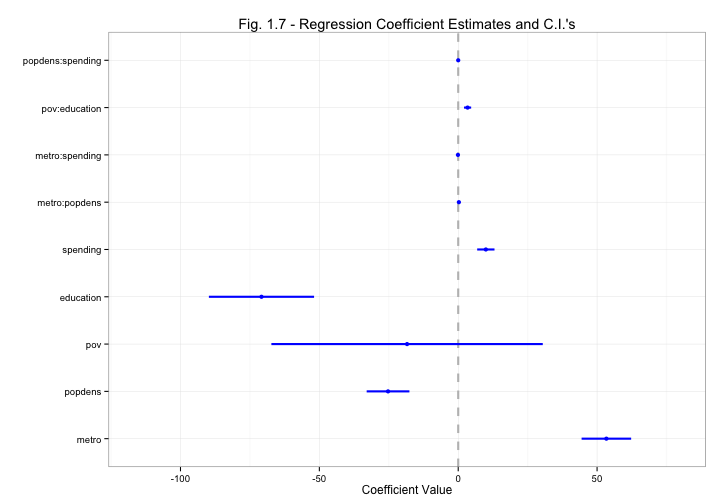 Fig. 1.7 - Regression Coefficient Estimates and C.I.'s
popdens:spending
pov:education
metro:spending
metro:popdens
spending
education
pov
popdens
metro
-100 -50 0 50
Coefficient Value